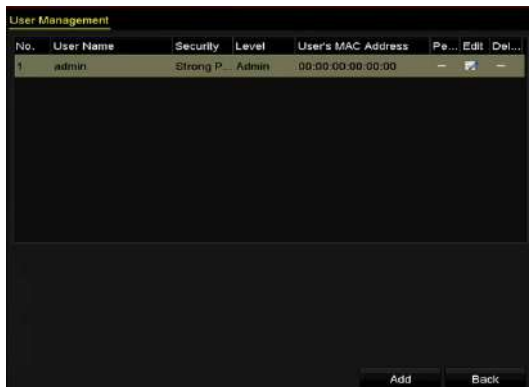 User Management
No. User Name Security Level User's MAC Address Pe... Edit Del...
1 admin Strong P... Admin 00:00:00:00:00:00 – –
Add Back